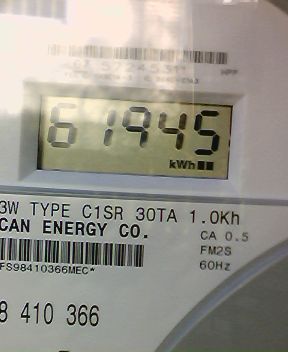 61945
kWh
3W TYPE C1SR 30TA 1.0Kh
CAN ENERGY CO.
CA 0.5
FM2S
60Hz
FS98410366MEC*
8 410 366